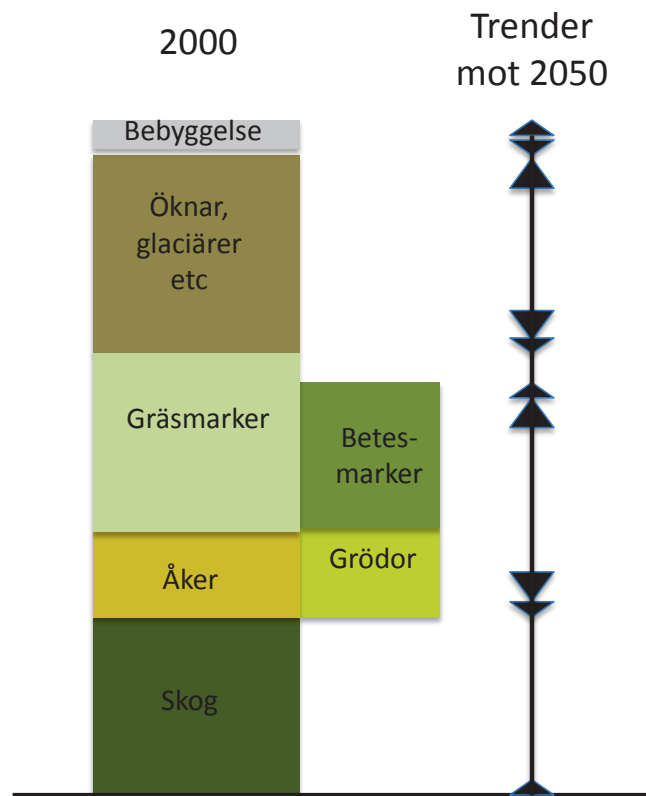 2000
Trender
mot 2050
Bebyggelse
Öknar,
glaciärer
etc
Gräsmarker
Betes-
marker
Åker
Grödor
Skog